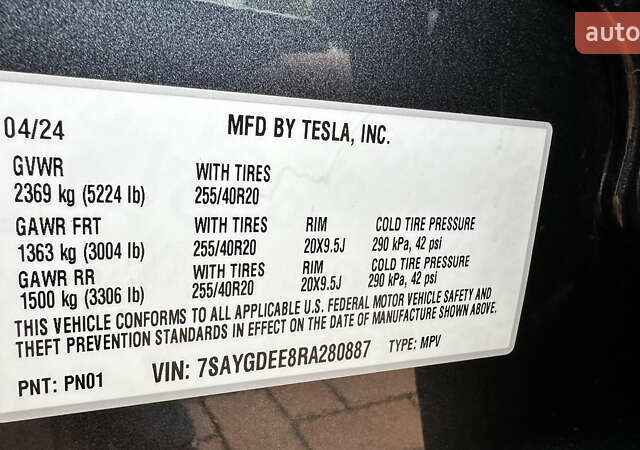 auto
04/24 MFD BY TESLA, INC.
GVWR WITH TIRES
2369 kg (5224 lb) 255/40R20
GAWR FRT WITH TIRES RIM COLD TIRE PRESSURE
1363 kg (3004 lb) 255/40R20 20X9.5J 290 kPa, 42 psi
GAWR RR WITH TIRES RIM COLD TIRE PRESSURE
1500 kg (3306 lb) 255/40R20 20X9.5J 290 kPa, 42 psi
THIS VEHICLE CONFORMS TO ALL APPLICABLE U.S. FEDERAL MOTOR VEHICLE SAFETY AND
THEFT PREVENTION STANDARDS IN EFFECT ON THE DATE OF MANUFACTURE SHOWN ABOVE.
PNT: PN01 VIN: 7SAYGDEE8RA280887 TYPE: MPV